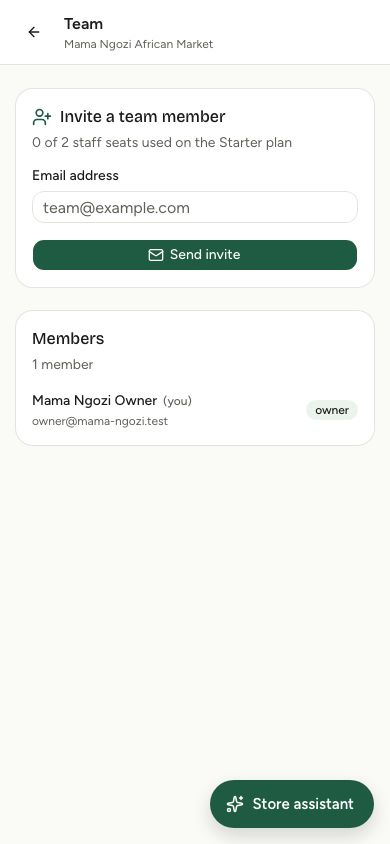 Team
Mama Ngozi African Market
Invite a team member
0 of 2 staff seats used on the Starter plan
Email address
team@example.com
Send invite
Members
1 member
Mama Ngozi Owner (you)
owner@mama-ngozi.test
owner
Store assistant